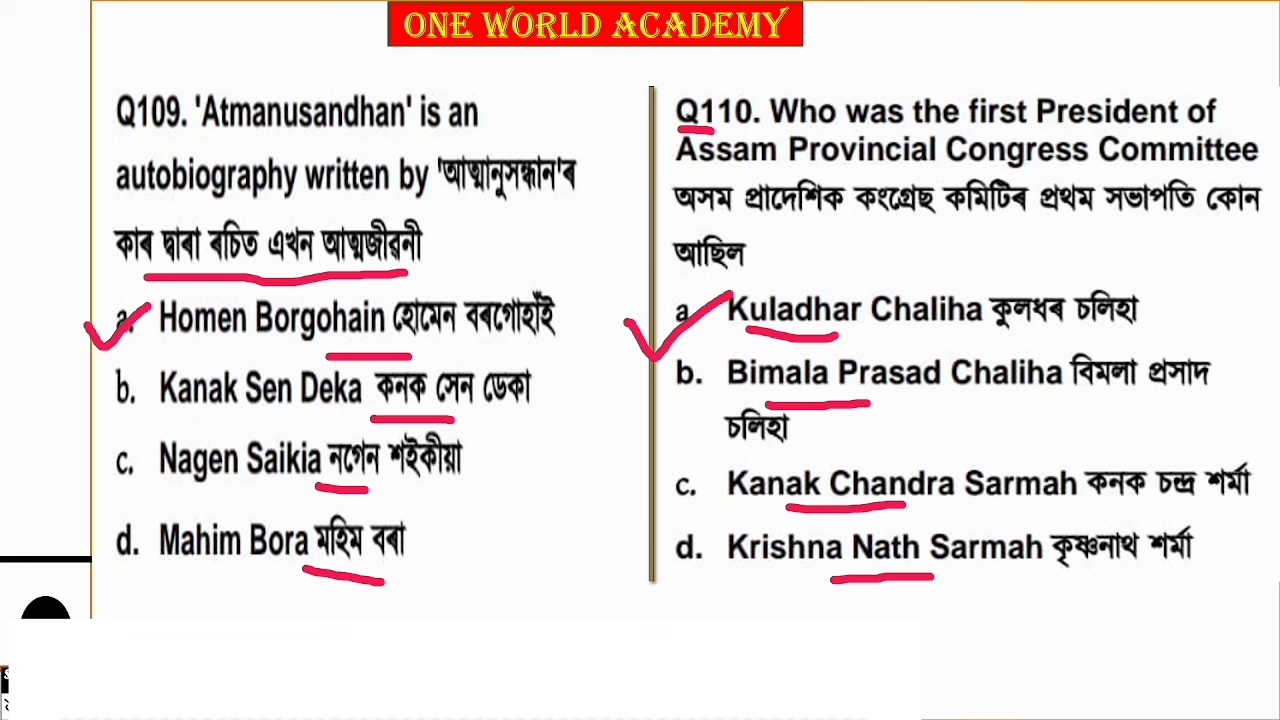 ONE WORLD ACADEMY
Q109. 'Atmanusandhan' is an
autobiography written by 'আত্মানুসন্ধান'ৰ
কাৰ দ্বাৰা ৰচিত এখন আত্মজীৱনী
a. Homen Borgohain হোমেন বৰগোহাঁই
b. Kanak Sen Deka কনক সেন ডেকা
c. Nagen Saikia নগেন শইকীয়া
d. Mahim Bora মহিম বৰা
Q110. Who was the first President of
Assam Provincial Congress Committee
অসম প্ৰাদেশিক কংগ্ৰেছ কমিটিৰ প্ৰথম সভাপতি কোন
আছিল
a Kuladhar Chaliha কুলধৰ চলিহা
b. Bimala Prasad Chaliha বিমলা প্ৰসাদ
চলিহা
c. Kanak Chandra Sarmah কনক চন্দ্ৰ শৰ্মা
d. Krishna Nath Sarmah কৃষ্ণনাথ শৰ্মা